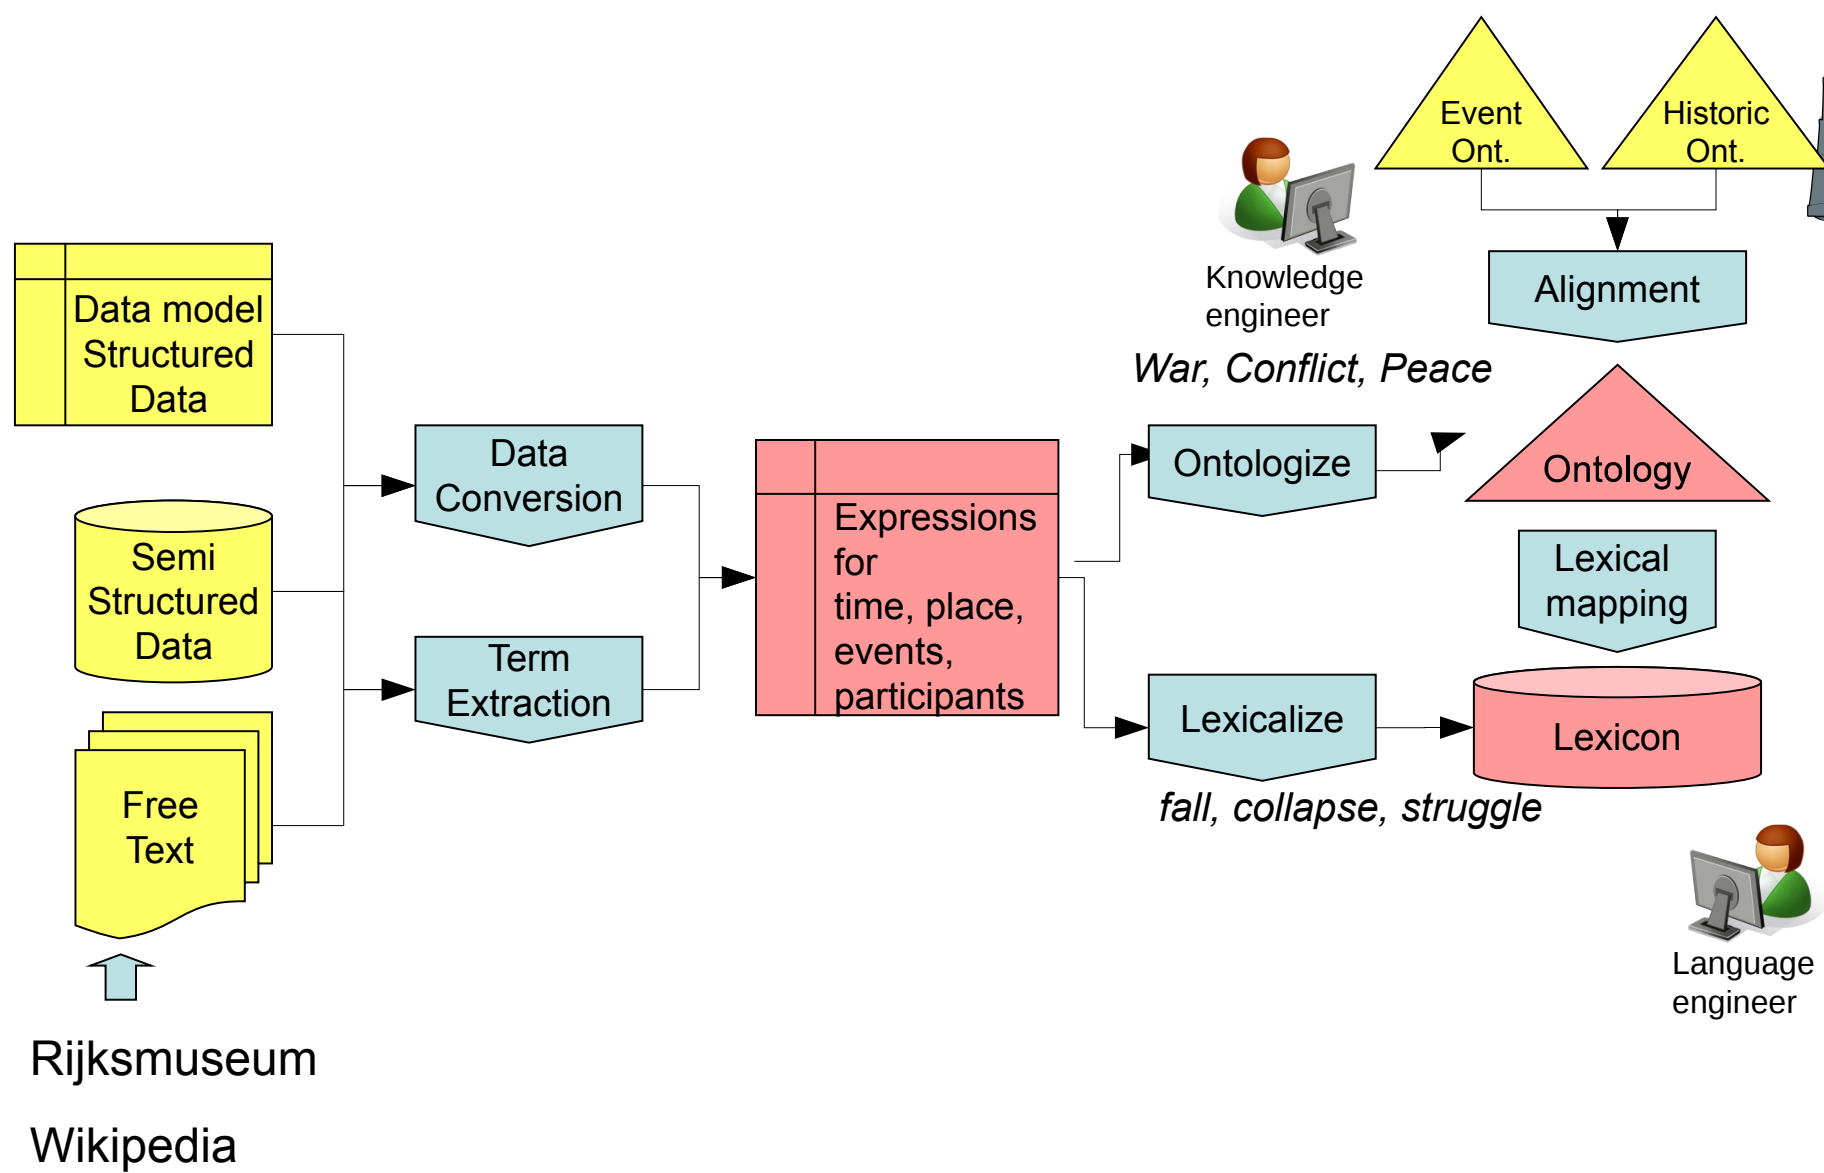 Event
Ont.
Historic
Ont.
Knowledge
engineer
Alignment
War, Conflict, Peace
Data model
Structured
Data
Data
Conversion
Ontologize
Ontology
Semi
Structured
Data
Expressions
for
time, place,
events,
participants
Lexical
mapping
Term
Extraction
Lexicalize
Lexicon
Free
Text
fall, collapse, struggle
Language
engineer
Rijksmuseum
Wikipedia